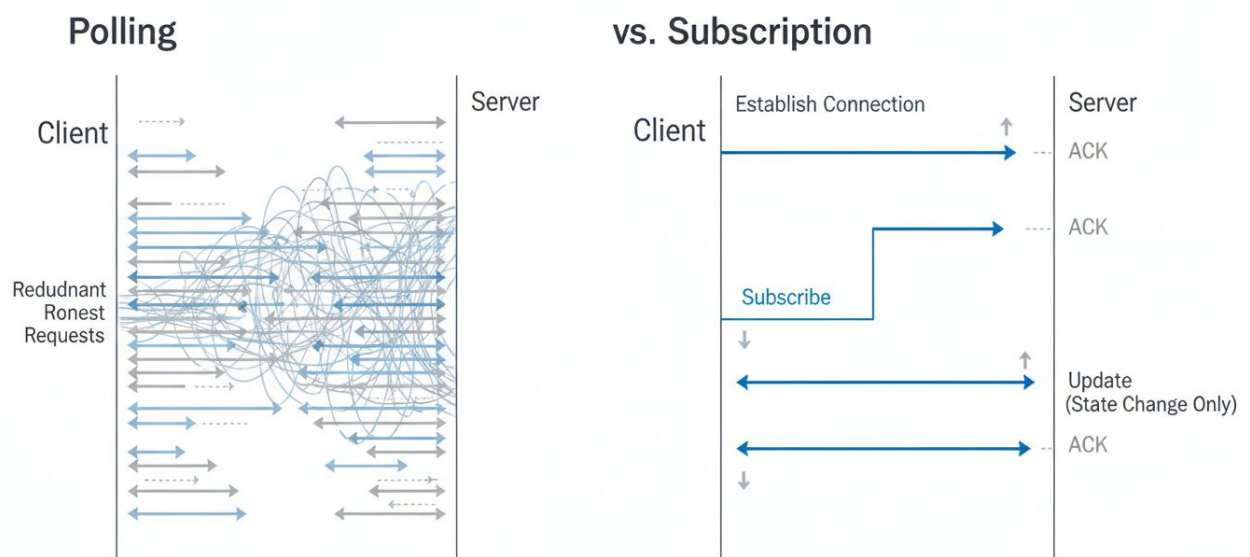 Polling
Server
Client
Redudnant
Ronest
Requests
vs. Subscription
Establish Connection
Server
Client
ACK
ACK
Subscribe
Update
(State Change Only)
ACK